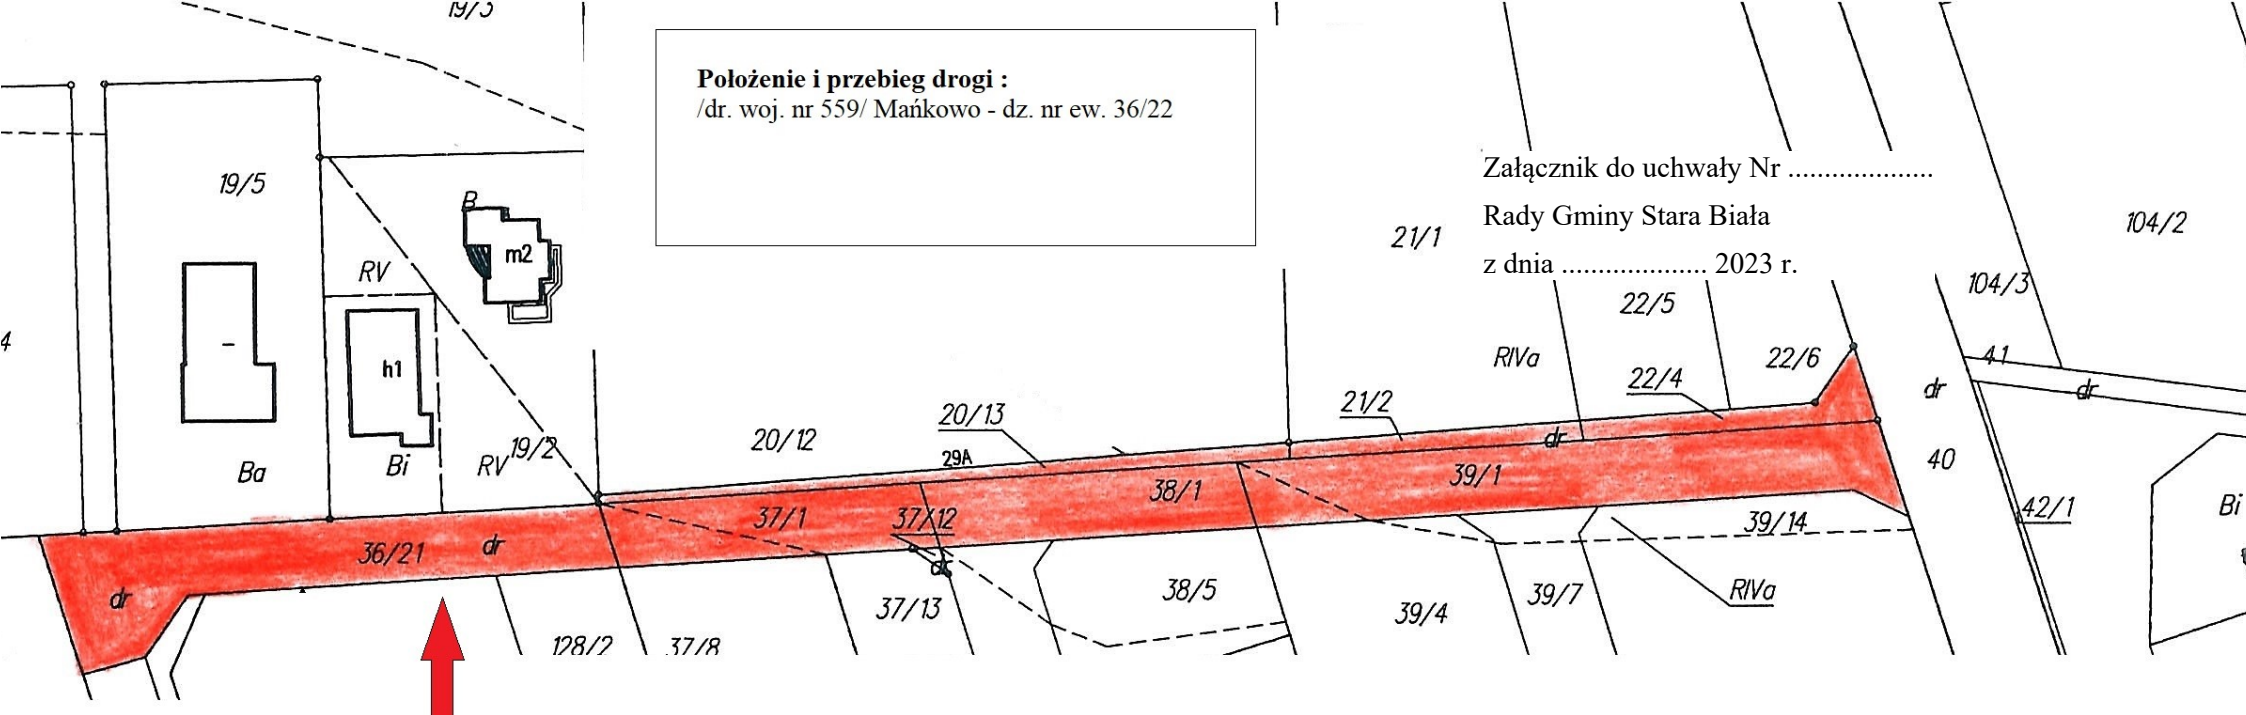 19/3
Położenie i przebieg drogi :
/dr. woj. nr 559/ Mańkowo - dz. nr ew. 36/22
Załącznik do uchwały Nr ....................
Rady Gminy Stara Biała
z dnia .................... 2023 r.
19/5
B
m2
RV
21/1
104/2
104/3
22/5
4
–
h1
RIVa
22/6
41
22/4
dr
dr
21/2
20/13
20/12
29A
dr
Ba
Bi
RV
19/2
39/1
40
38/1
37/1
37/12
39/14
42/1
Bi
36/21
dr
dr
dr
37/13
38/5
39/4
39/7
RIVa
128/2
37/8